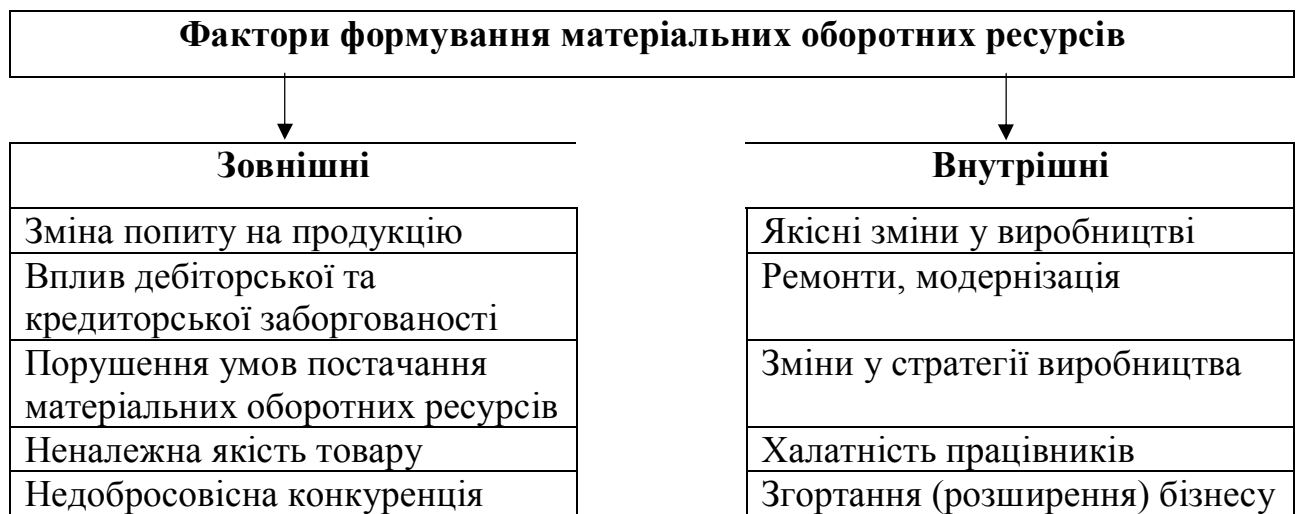 Фактори формування матеріальних оборотних ресурсів
Зовнішні
Зміна попиту на продукцію
Вплив дебіторської та
кредиторської заборгованості
Порушення умов постачання
матеріальних оборотних ресурсів
Неналежна якість товару
Недобросовісна конкуренція
Внутрішні
Якісні зміни у виробництві
Ремонти, модернізація
Зміни у стратегії виробництва
Халатність працівників
Згортання (розширення) бізнесу